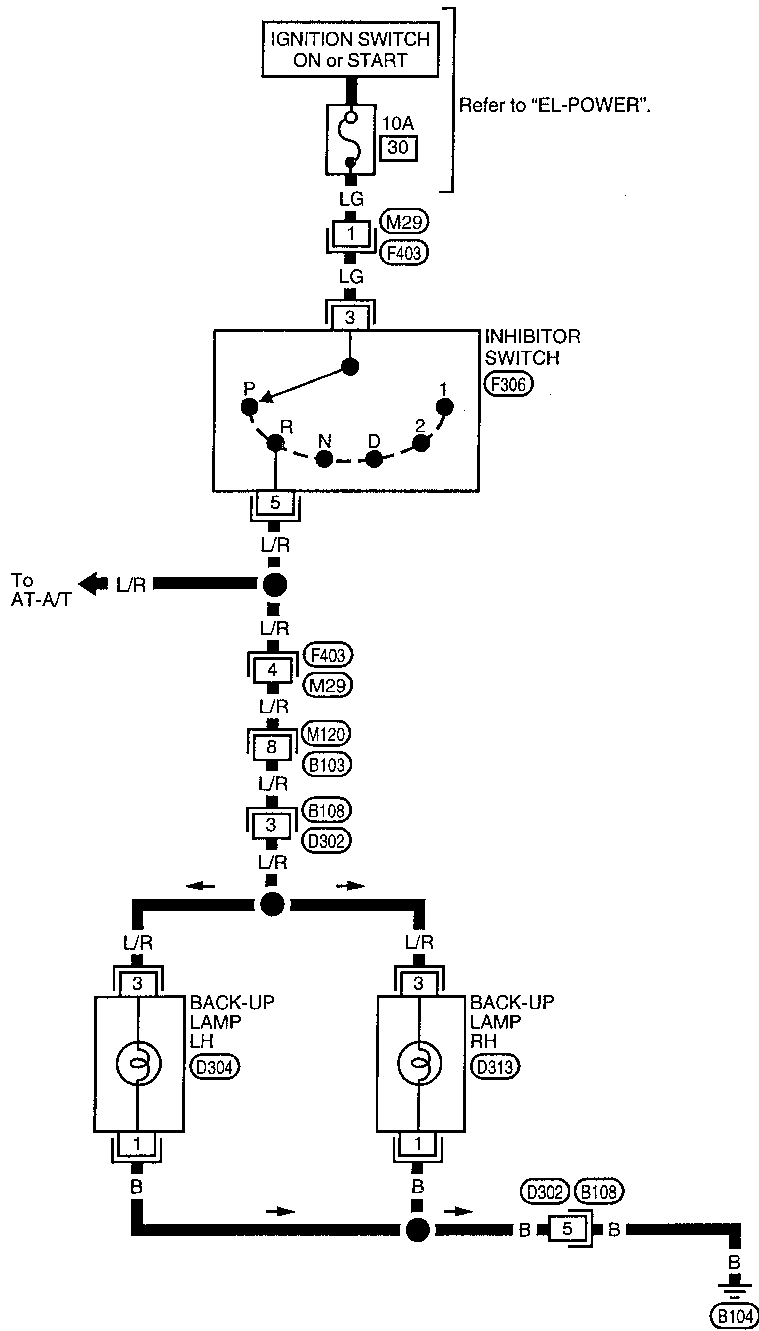 IGNITION SWITCH
ON or START
Refer to "EL-POWER".
10A
30
LG
1
M29
F403
LG
3
INHIBITOR
SWITCH
F306
P
R
N
D
2
1
5
L/R
To
AT-A/T
L/R
L/R
4
F403
M29
L/R
8
M120
B103
L/R
3
B108
D302
L/R
L/R
L/R
3
3
BACK-UP
LAMP
LH
D304
BACK-UP
LAMP
RH
D313
1
1
B
B
D302
B108
B
5
B
B
B104